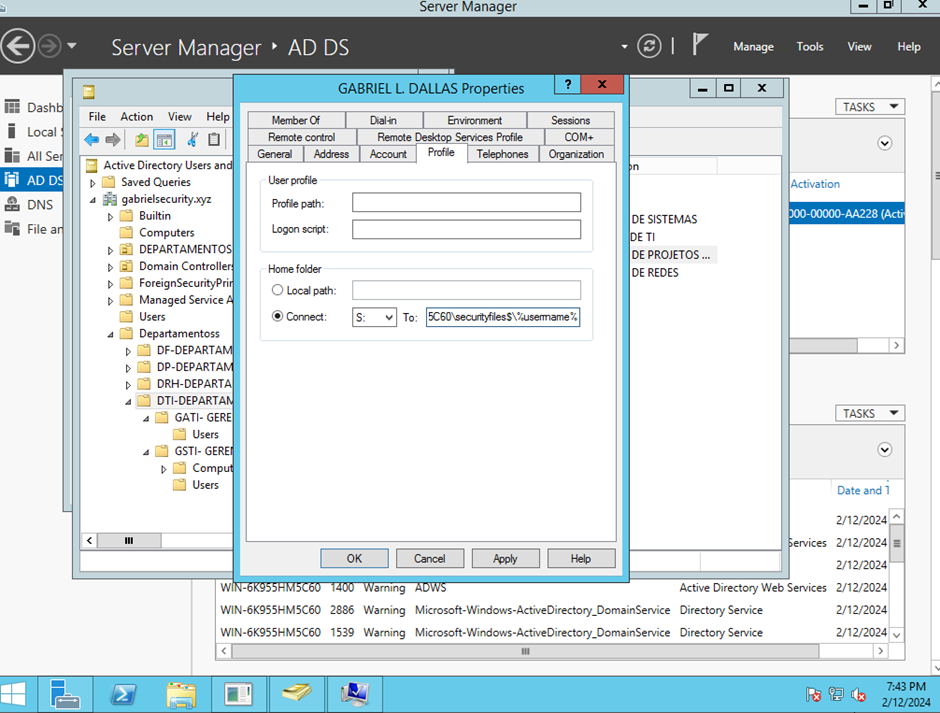 Server Manager
Server Manager ‣ AD DS
Manage Tools View Help
Dashb
Local
All Ser
AD DS
DNS
File an
TASKS
Activation
000-00000-AA228 (Acti
File Action View Help
Active Directory Users and
Saved Queries
gabrielsecurity.xyz
Builtin
Computers
DEPARTAMENTOS
Domain Controllers
ForeignSecurityPrin
Managed Service A
Users
Departamentoss
DF-DEPARTAM
DP-DEPARTAM
DRH-DEPARTA
DTI-DEPARTAM
GATI- GERE
Users
GSTI- GEREN
Comput
Users
on
DE SISTEMAS
DE TI
DE PROJETOS ...
DE REDES
GABRIEL L. DALLAS Properties
?
Member Of Dial-in Environment Sessions
Remote control Remote Desktop Services Profile COM+
General Address Account Profile Telephones Organization
User profile
Profile path:
Logon script:
Home folder
Local path:
Connect: S: To: 5C60\securityfiles$\%username%
OK Cancel Apply Help
TASKS
Date and T
2/12/2024
Services 2/12/2024
2/12/2024
WIN-6K955HM5C60 1400 Warning ADWS Active Directory Web Services 2/12/2024
WIN-6K955HM5C60 2886 Warning Microsoft-Windows-ActiveDirectory_DomainService Directory Service 2/12/2024
WIN-6K955HM5C60 1539 Warning Microsoft-Windows-ActiveDirectory_DomainService Directory Service 2/12/2024
7:43 PM
2/12/2024